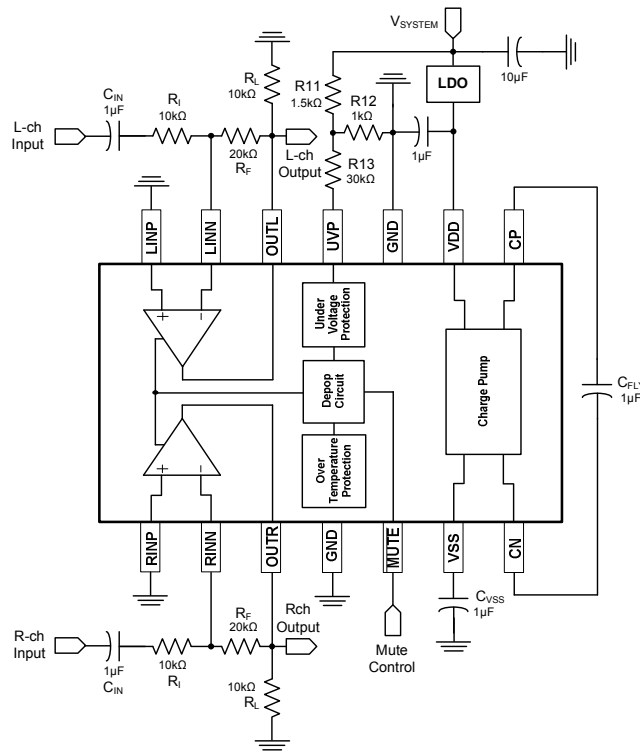 VSYSTEM
10µF
LDO
RL
10kΩ
R11
1.5kΩ
R12
1kΩ
CIN
1µF
RI
10kΩ
L-ch
Input
20kΩ
RF
L-ch
Output
R13
30kΩ
1µF
LINP
LINN
OUTL
UVP
GND
VDD
CP
Under
Voltage
Protection
Depop
Circuit
Over
Temperature
Protection
Charge Pump
CFLY
1µF
+
-
+
-
RINP
RINN
OUTR
GND
MUTE
VSS
CN
CVSS
1µF
R-ch
Input
1µF
CIN
10kΩ
RI
RF
20kΩ
Rch
Output
10kΩ
RL
Mute
Control